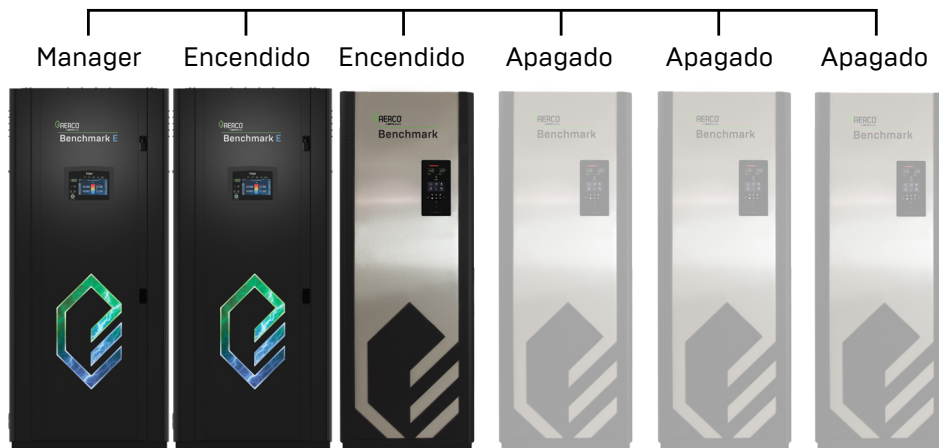 Manager Encendido Encendido Apagado Apagado Apagado
AERCO
Benchmark E
AERCO
Benchmark E
AERCO
Benchmark
AERCO
Benchmark
AERCO
Benchmark
AERCO
Benchmark